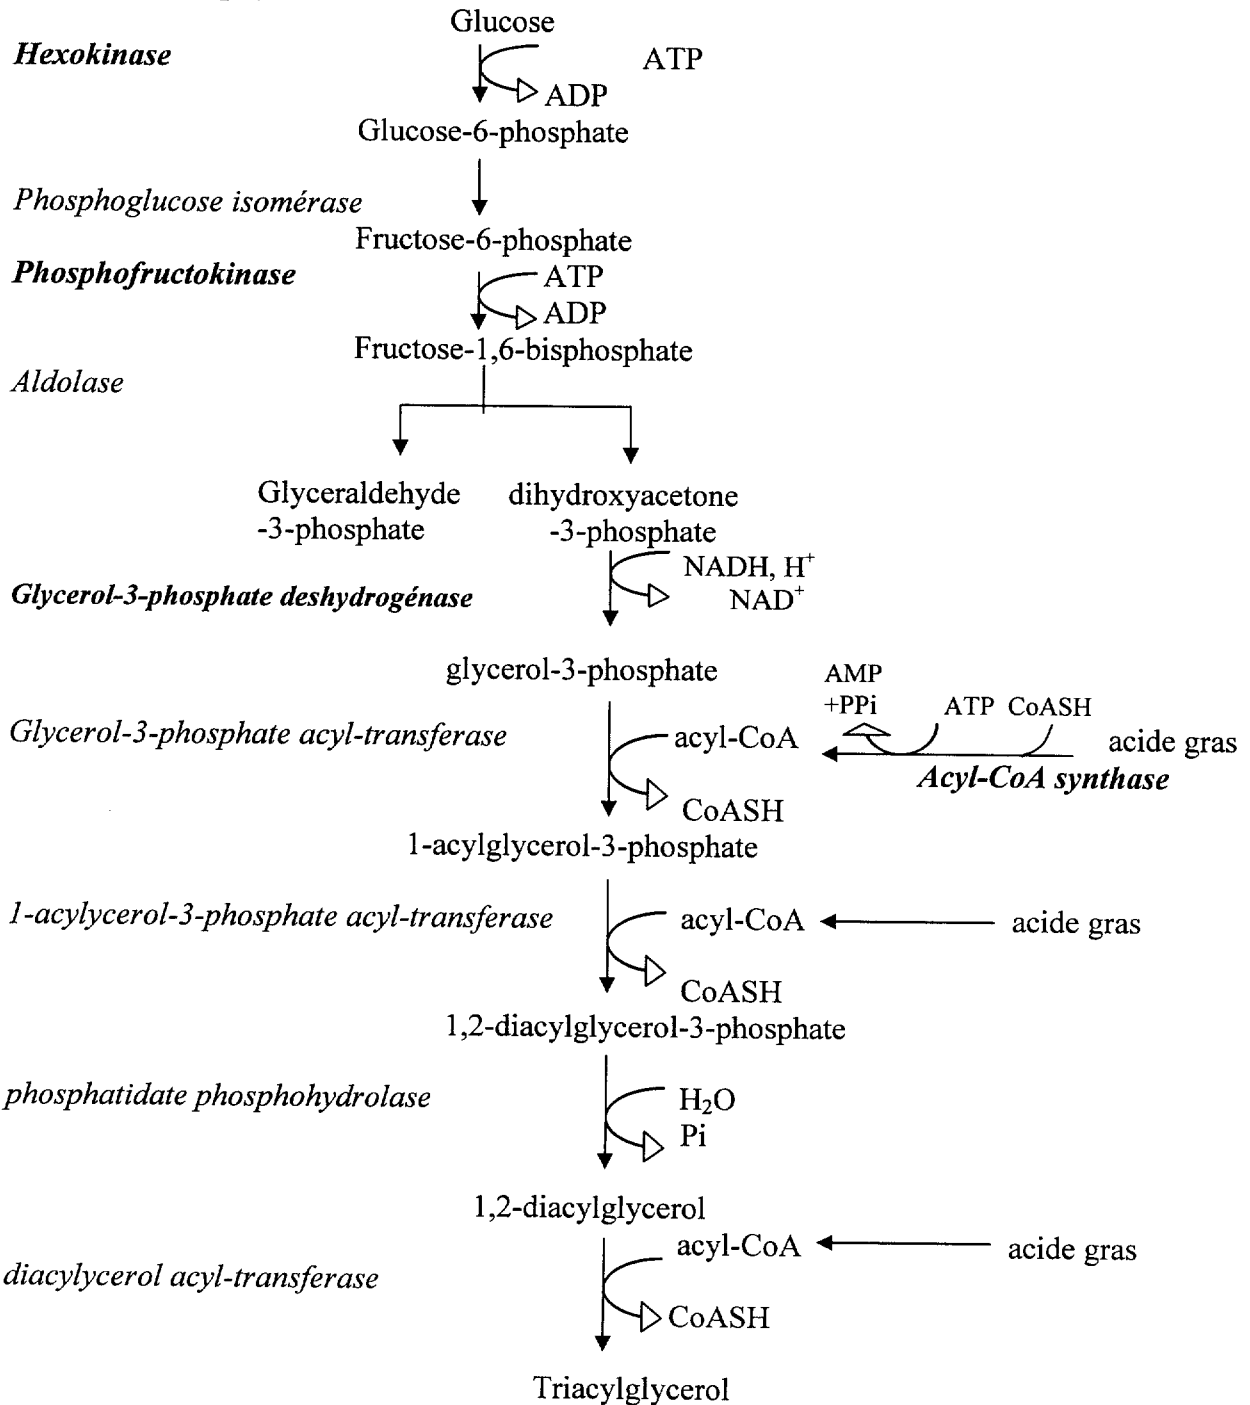 Glucose
Hexokinase
ATP
ADP
Glucose-6-phosphate
Phosphoglucose isomérase
Fructose-6-phosphate
Phosphofructokinase
ATP
ADP
Fructose-1,6-bisphosphate
Aldolase
Glyceraldehyde
-3-phosphate
dihydroxyacetone
-3-phosphate
NADH, H⁺
NAD⁺
Glycerol-3-phosphate deshydrogénase
glycerol-3-phosphate
AMP
+PPi
ATP CoASH
Glycerol-3-phosphate acyl-transferase
acyl-CoA
acide gras
Acyl-CoA synthase
CoASH
1-acylglycerol-3-phosphate
1-acylycerol-3-phosphate acyl-transferase
acyl-CoA
acide gras
CoASH
1,2-diacylglycerol-3-phosphate
phosphatidate phosphohydrolase
H₂O
Pi
1,2-diacylglycerol
acyl-CoA
acide gras
diacylycerol acyl-transferase
CoASH
Triacylglycerol